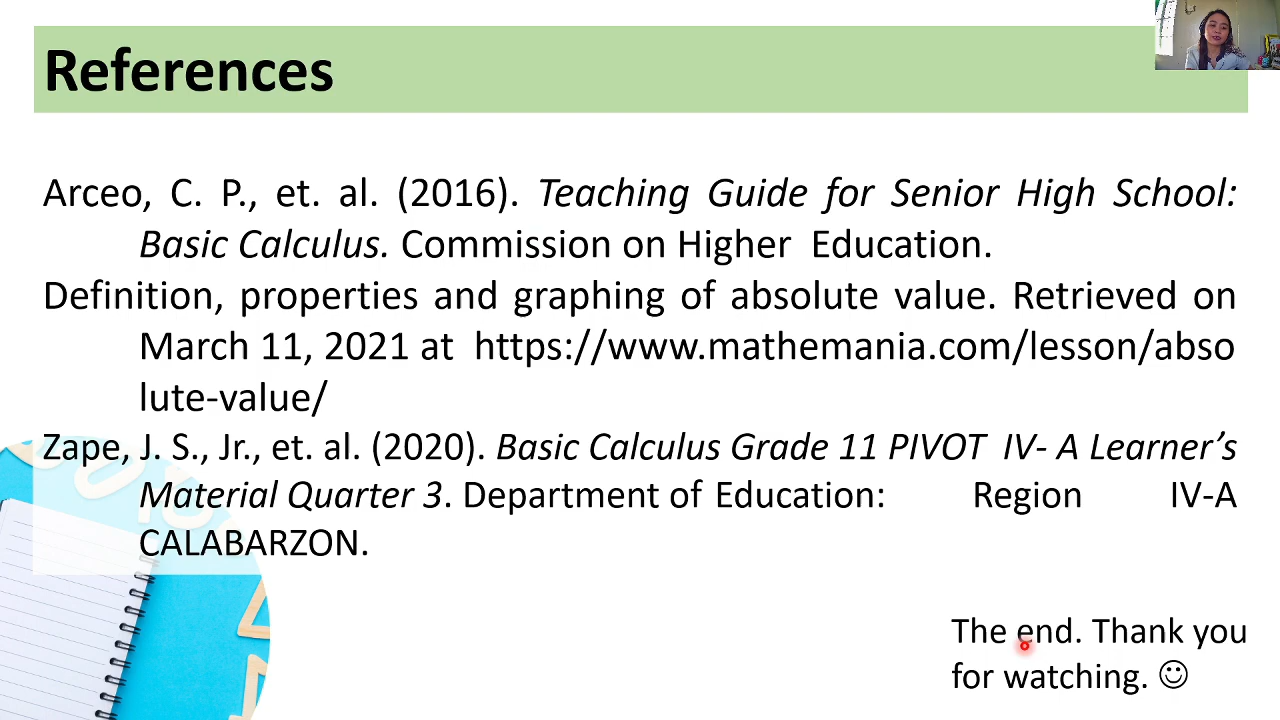 References
Arceo, C. P., et. al. (2016). Teaching Guide for Senior High School:
Basic Calculus. Commission on Higher Education.
Definition, properties and graphing of absolute value. Retrieved on
March 11, 2021 at https://www.mathemania.com/lesson/abso
lute-value/
Zape, J. S., Jr., et. al. (2020). Basic Calculus Grade 11 PIVOT IV- A Learner’s
Material Quarter 3. Department of Education: Region IV-A
CALABARZON.
The end. Thank you
for watching. ☺